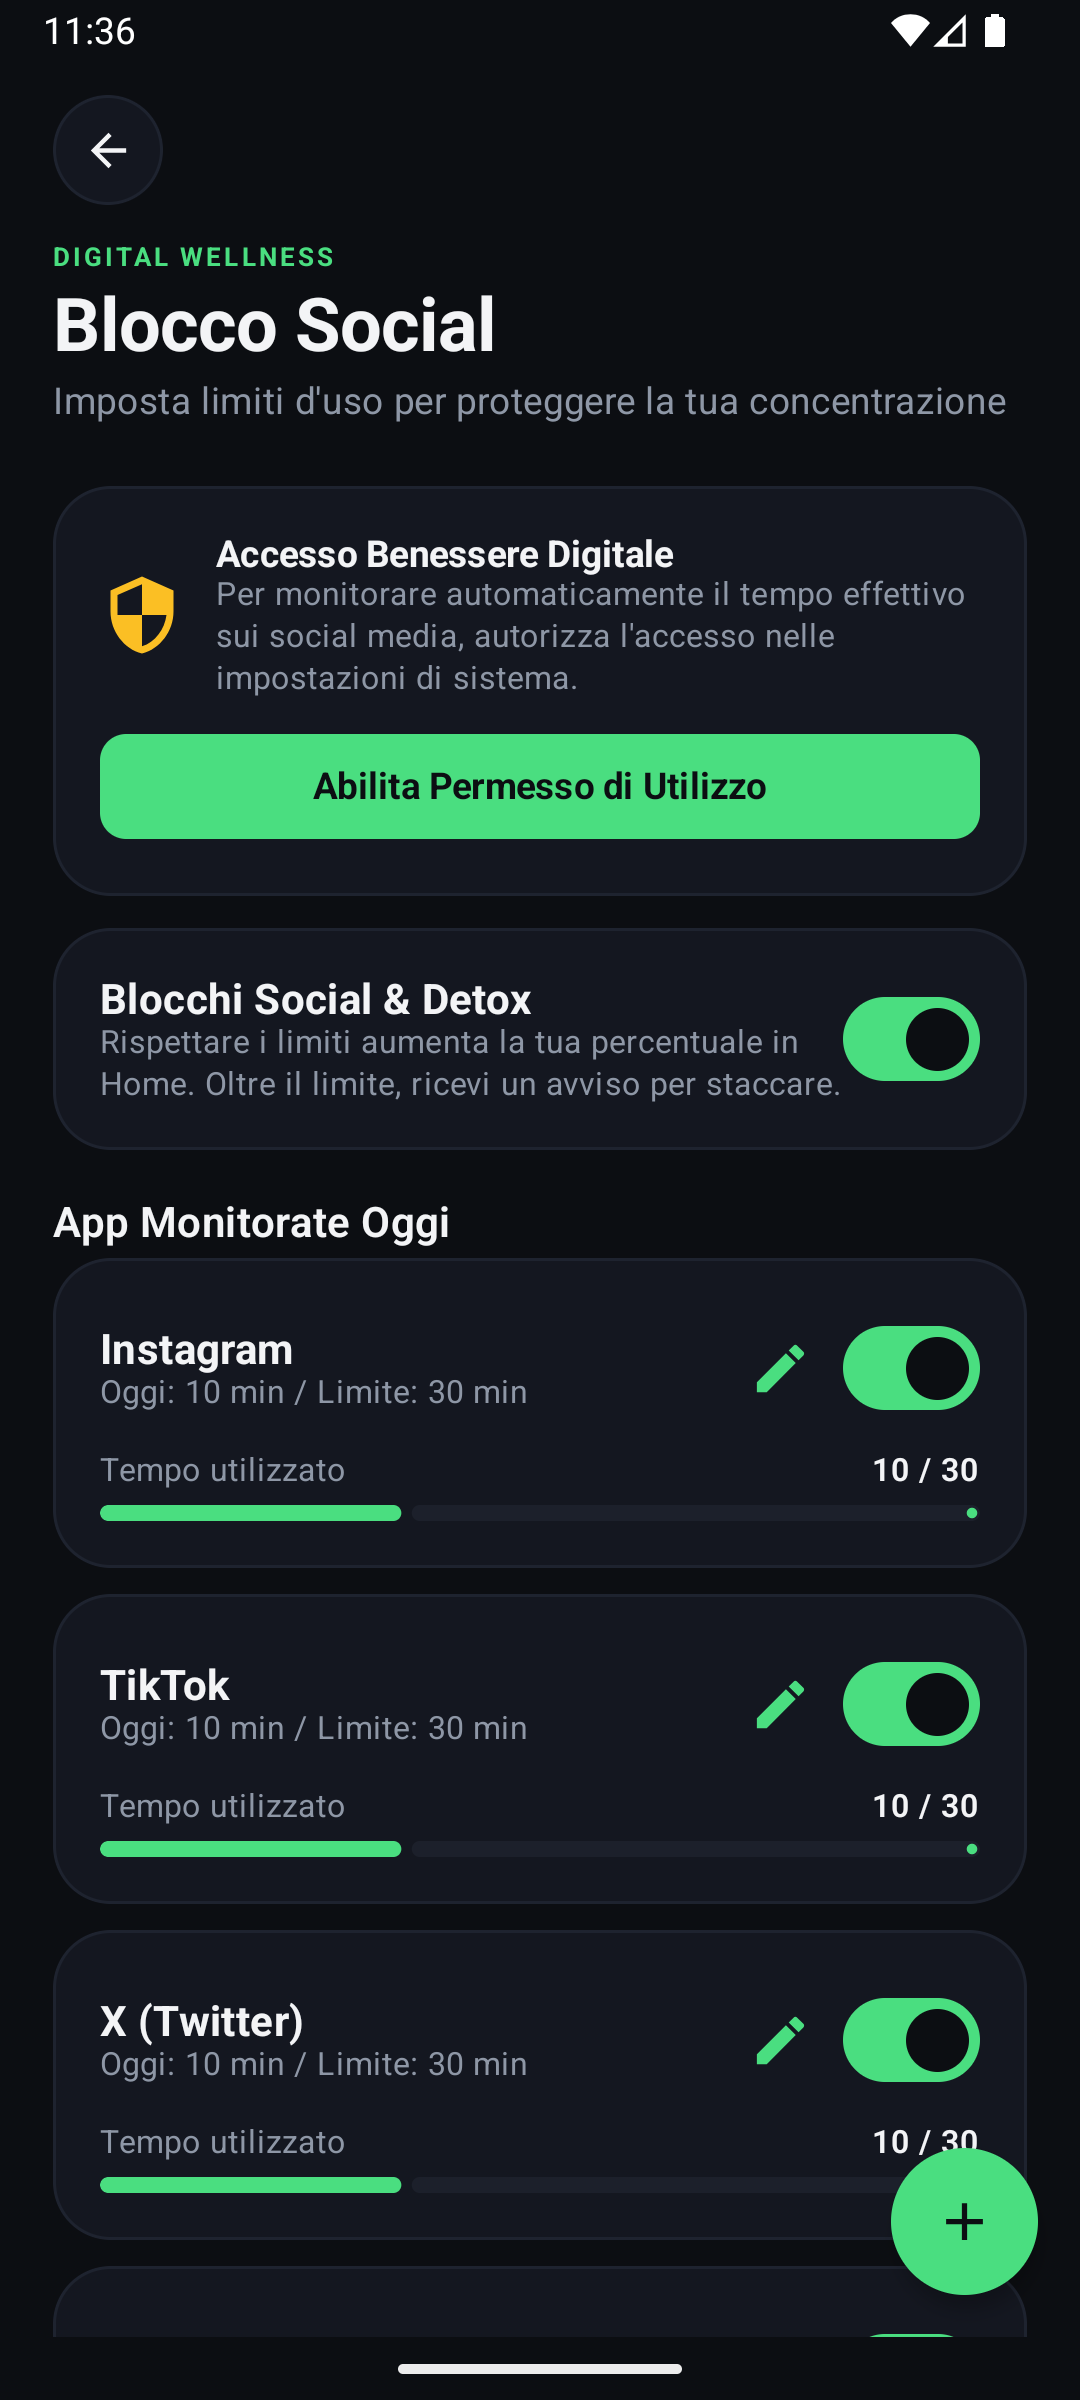 11:36
DIGITAL WELLNESS
Blocco Social
Imposta limiti d'uso per proteggere la tua concentrazione
Accesso Benessere Digitale
Per monitorare automaticamente il tempo effettivo
sui social media, autorizza l'accesso nelle
impostazioni di sistema.
Abilita Permesso di Utilizzo
Blocchi Social & Detox
Rispettare i limiti aumenta la tua percentuale in
Home. Oltre il limite, ricevi un avviso per staccare.
App Monitorate Oggi
Instagram
Oggi: 10 min / Limite: 30 min
Tempo utilizzato 10 / 30
TikTok
Oggi: 10 min / Limite: 30 min
Tempo utilizzato 10 / 30
X (Twitter)
Oggi: 10 min / Limite: 30 min
Tempo utilizzato 10 / 30